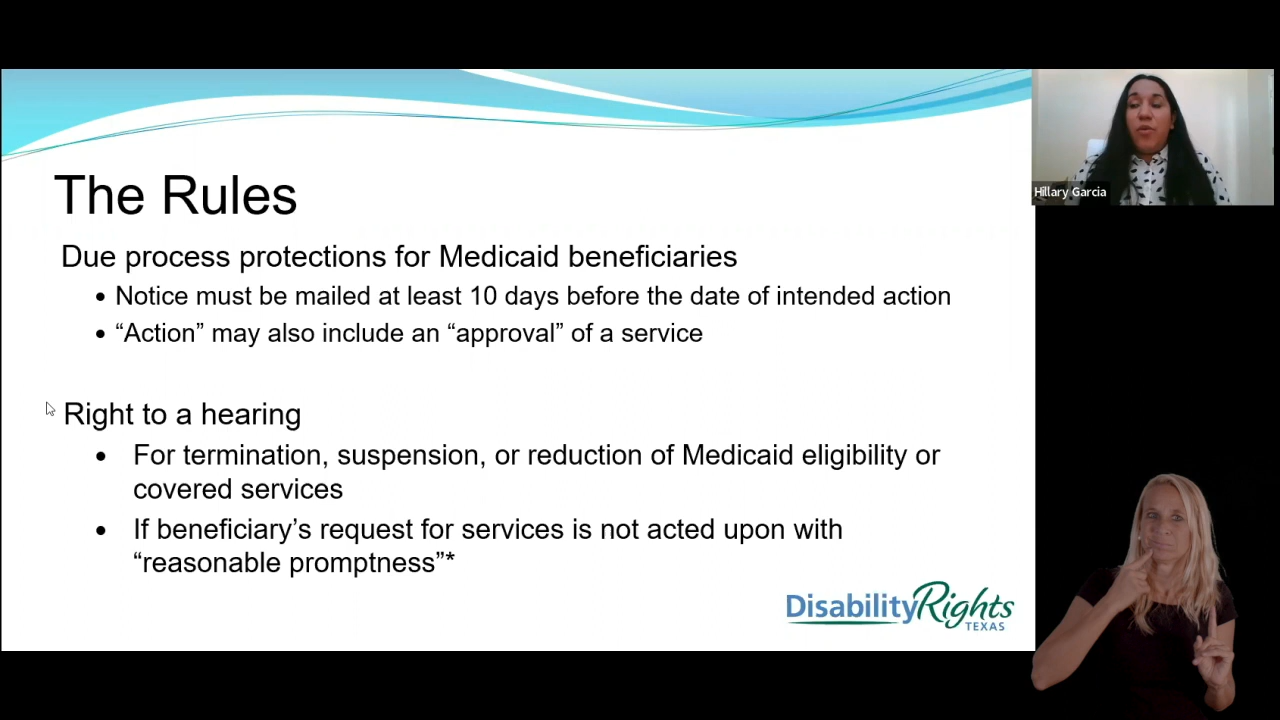 The Rules
Due process protections for Medicaid beneficiaries
• Notice must be mailed at least 10 days before the date of intended action
• “Action” may also include an “approval” of a service
Right to a hearing
• For termination, suspension, or reduction of Medicaid eligibility or
covered services
• If beneficiary’s request for services is not acted upon with
“reasonable promptness”*
DisabilityRights
TEXAS
Hillary Garcia